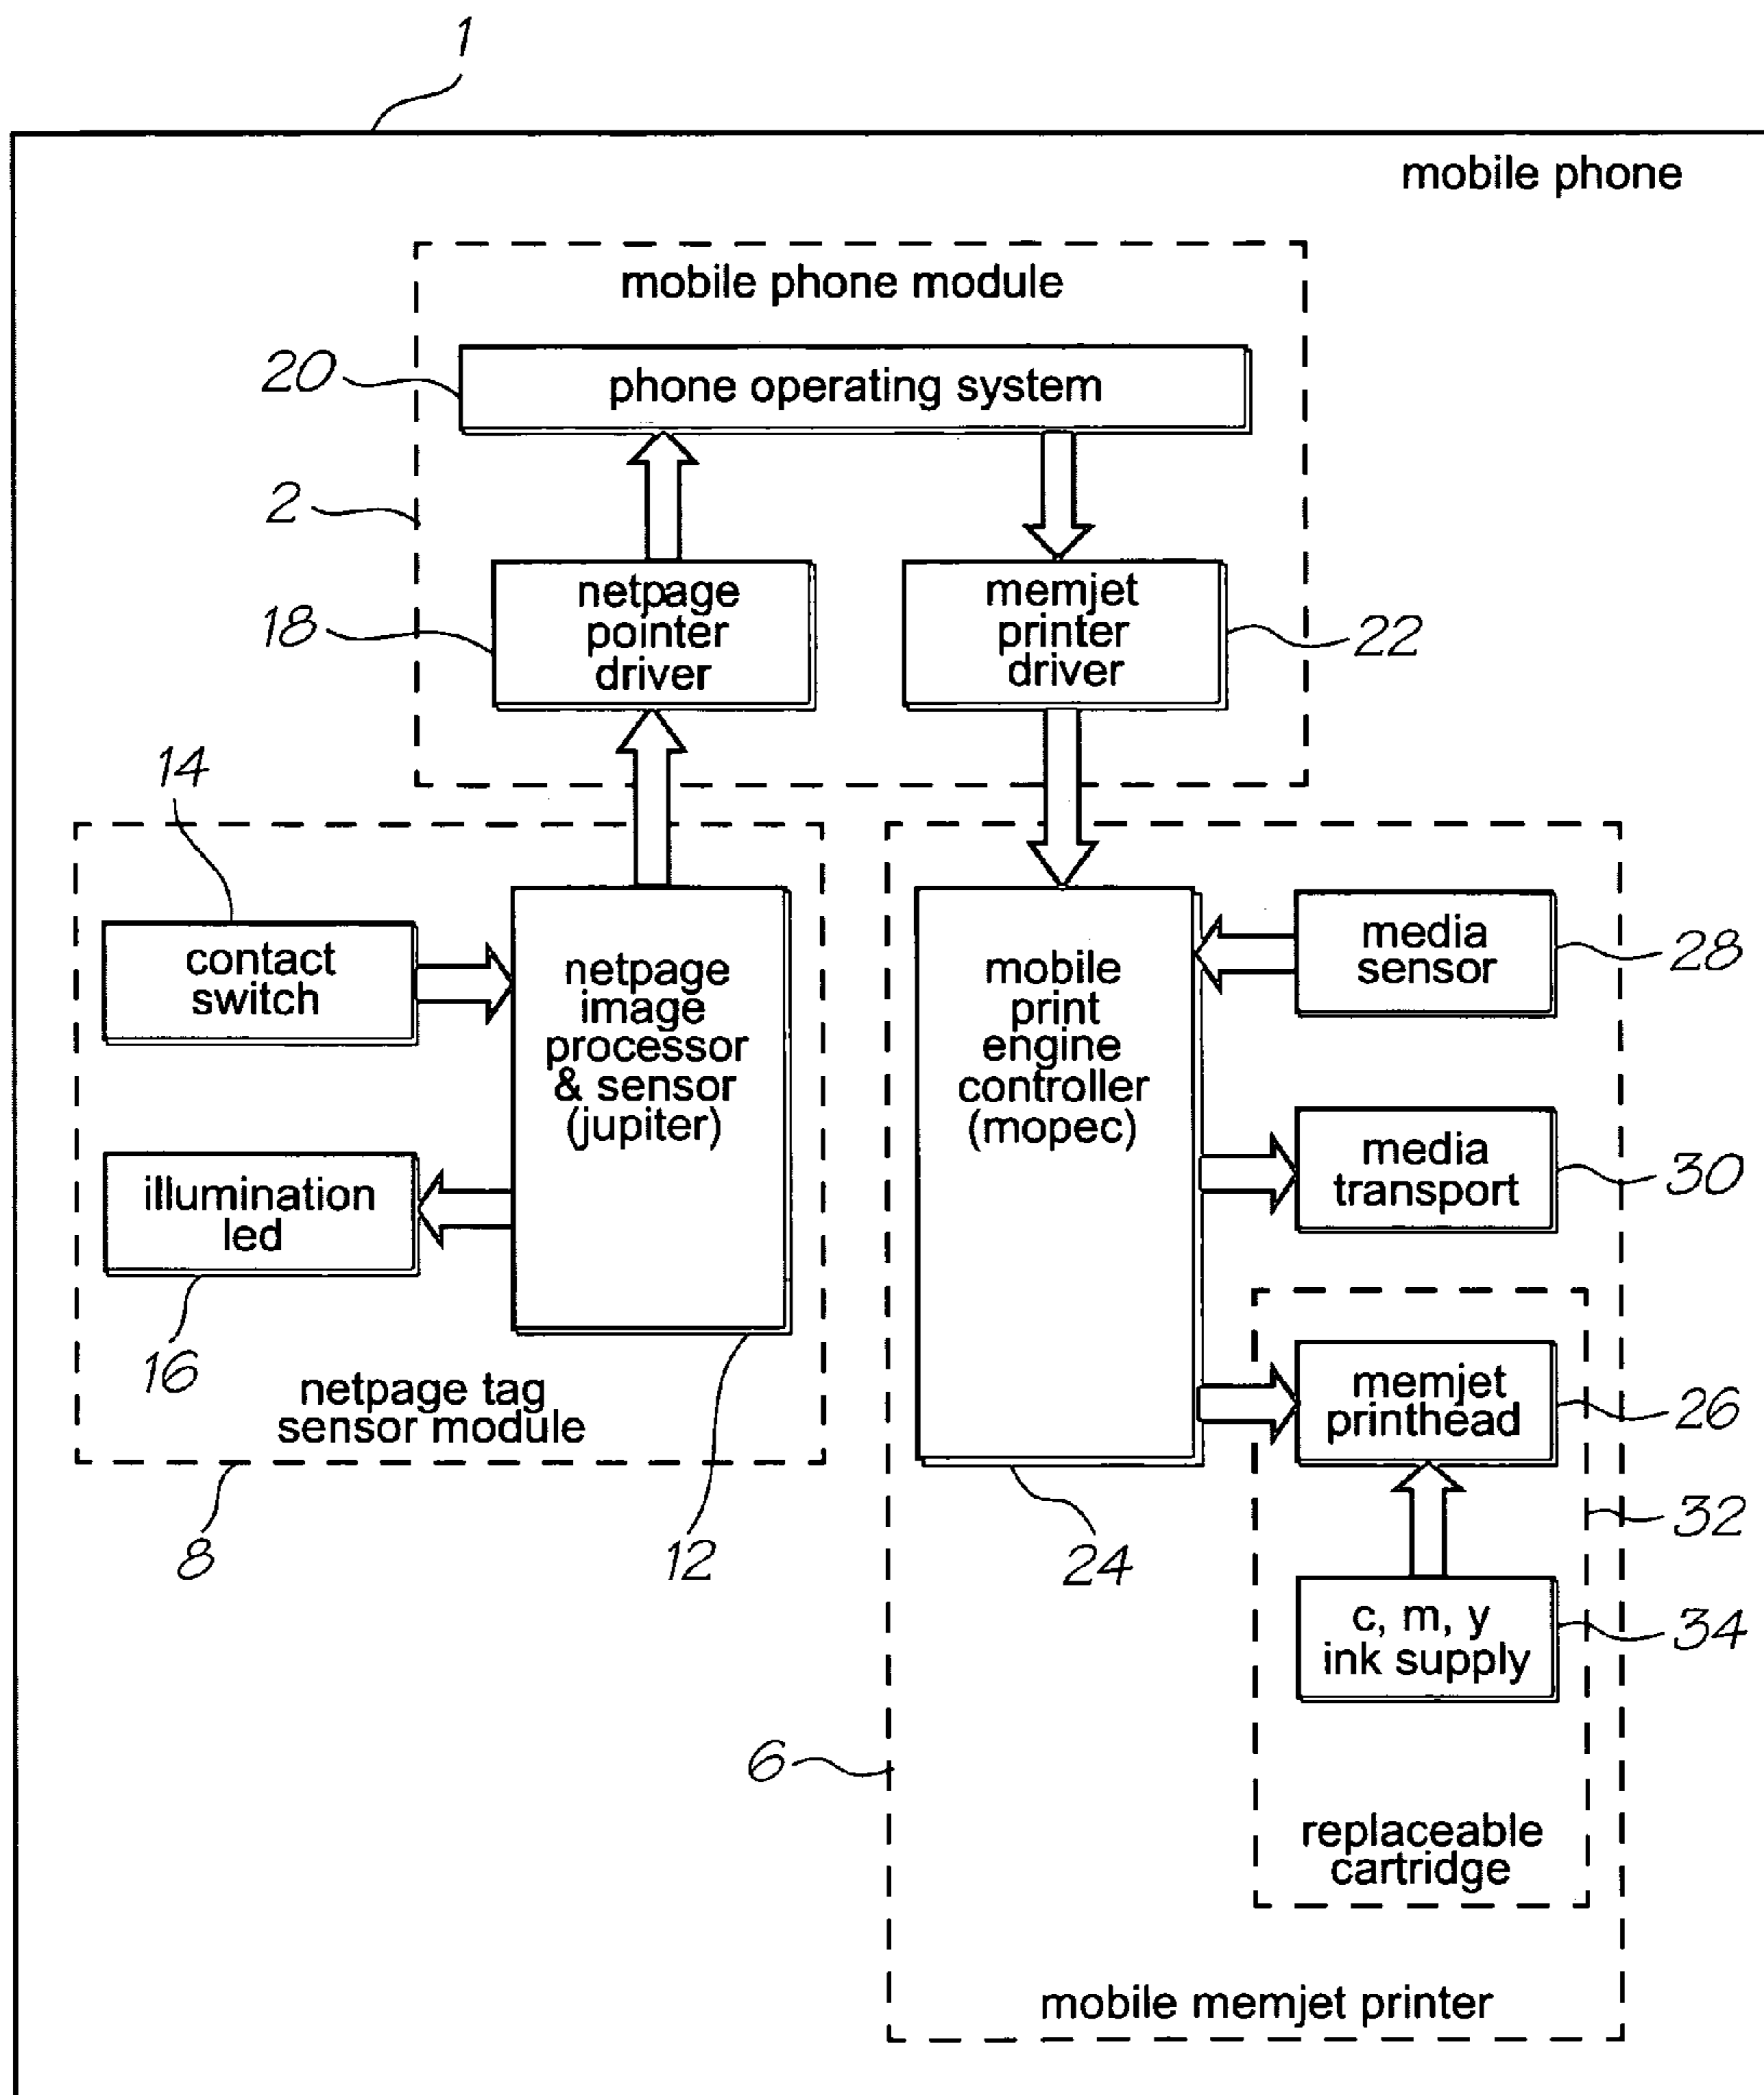 1
mobile phone
mobile phone module
20
phone operating system
2
18
netpage
pointer
driver
memjet
printer
driver
22
14
contact
switch
netpage
image
processor
& sensor
(jupiter)
illumination
led
16
netpage tag
sensor module
8
12
mobile
print
engine
controller
(mopec)
24
media
sensor
28
media
transport
30
memjet
printhead
26
32
c, m, y
ink supply
34
6
replaceable
cartridge
mobile memjet printer